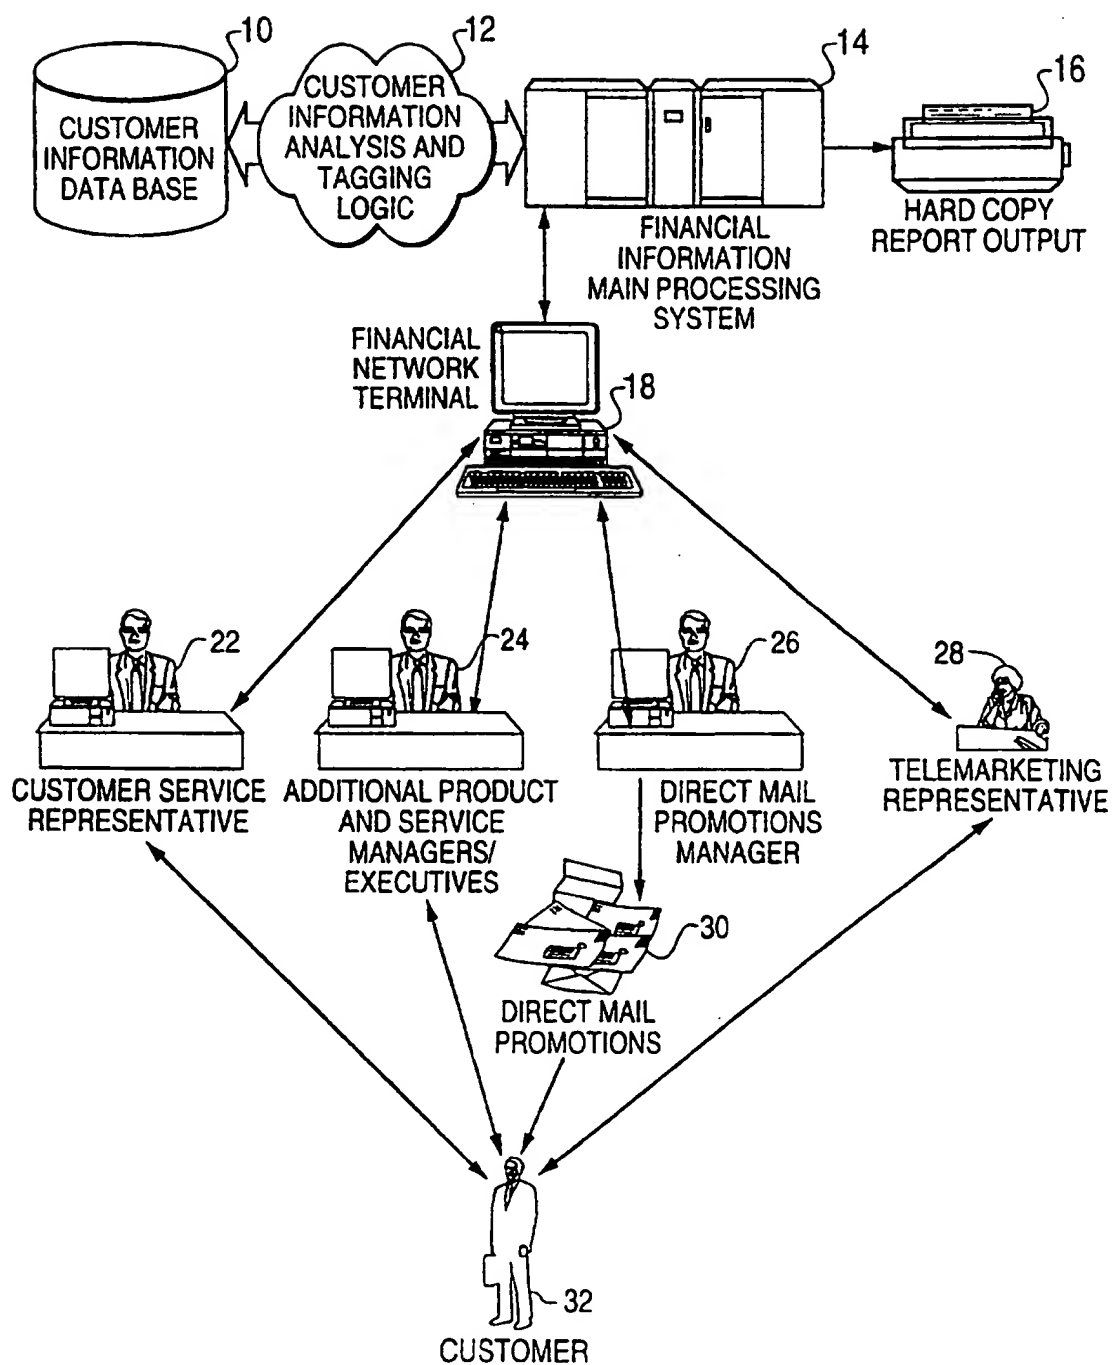 10
12
14
16
CUSTOMER
INFORMATION
DATA BASE
CUSTOMER
INFORMATION
ANALYSIS AND
TAGGING
LOGIC
FINANCIAL
INFORMATION
MAIN PROCESSING
SYSTEM
HARD COPY
REPORT OUTPUT
FINANCIAL
NETWORK
TERMINAL
18
22
24
26
28
CUSTOMER SERVICE
REPRESENTATIVE
ADDITIONAL PRODUCT
AND SERVICE
MANAGERS/
EXECUTIVES
DIRECT MAIL
PROMOTIONS
MANAGER
TELEMARKETING
REPRESENTATIVE
30
DIRECT MAIL
PROMOTIONS
32
CUSTOMER